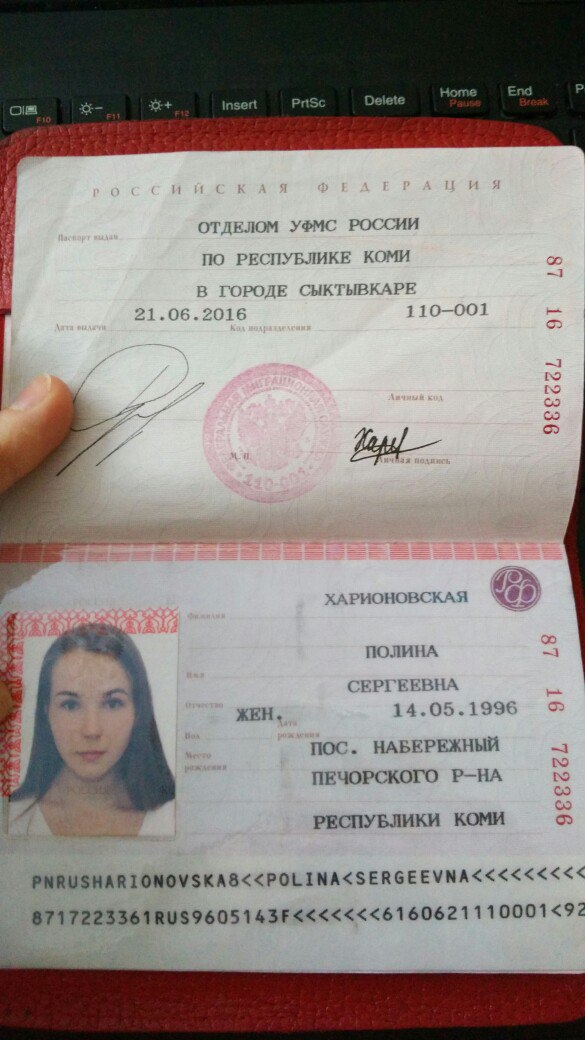 F10
F11
F12
Insert
PrtSc
Delete
Home
Pause
End
Break
РОССИЙСКАЯ ФЕДЕРАЦИЯ
Паспорт выдан
ОТДЕЛОМ УФМС РОССИИ
ПО РЕСПУБЛИКЕ КОМИ
В ГОРОДЕ СЫКТЫВКАРЕ
Дата выдачи 21.06.2016 Код подразделения 110-001
87 16 722336
Личный код
М.П.
Личная подпись
110-001
Фамилия ХАРИОНОВСКАЯ
Имя ПОЛИНА
Отчество СЕРГЕЕВНА
Пол ЖЕН. Дата рождения 14.05.1996
Место рождения ПОС. НАБЕРЕЖНЫЙ
ПЕЧОРСКОГО Р-НА
РЕСПУБЛИКИ КОМИ
87 16 722336
PNRUSHARIONOVSKA8<<POLINA<SERGEEVNA<<<<<<<<<
8717223361RUS9605143F<<<<<<<6160621110001<92